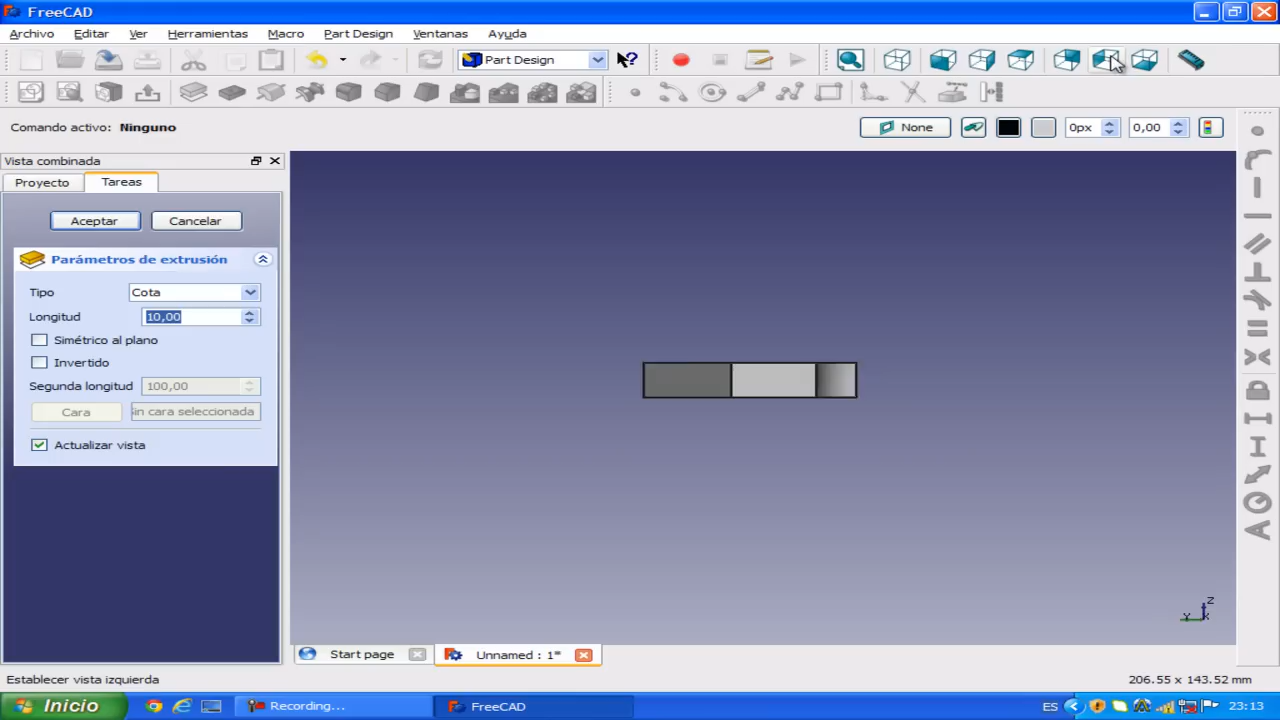 FreeCAD
Archivo Editar Ver Herramientas Macro Part Design Ventanas Ayuda
Part Design
Comando activo: Ninguno
None
0px
0,00
Vista combinada
Proyecto Tareas
Aceptar Cancelar
Parámetros de extrusión
Tipo Cota
Longitud 10,00
Simétrico al plano
Invertido
Segunda longitud 100,00
Cara in cara seleccionada
Actualizar vista
Z
Y X
Start page Unnamed : 1*
Establecer vista izquierda 206.55 x 143.52 mm
Inicio Recording... FreeCAD ES 23:13